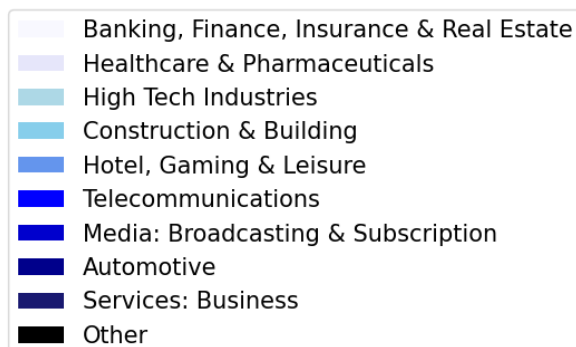 Banking, Finance, Insurance & Real Estate
Healthcare & Pharmaceuticals
High Tech Industries
Construction & Building
Hotel, Gaming & Leisure
Telecommunications
Media: Broadcasting & Subscription
Automotive
Services: Business
Other